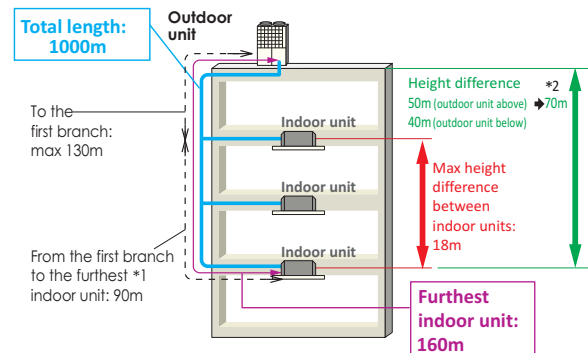 Total length:
1000m
Outdoor
unit
To the
first branch:
max 130m
From the first branch
to the furthest *1
indoor unit: 90m
Indoor unit
Indoor unit
Indoor unit
Height difference
*2
50m (outdoor unit above) ➡70m
40m (outdoor unit below)
Max height
difference
between
indoor units:
18m
Furthest
indoor unit:
160m